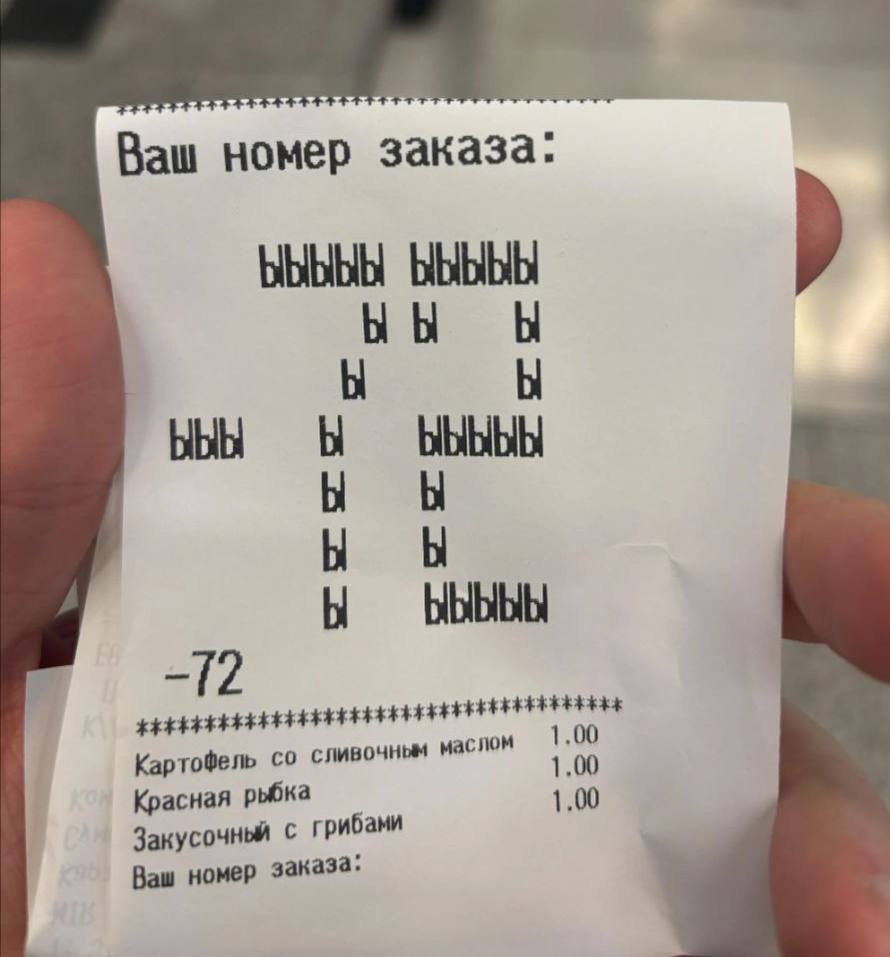 ***************************************
Ваш номер заказа:
ЫЫЫЫЫ ЫЫЫЫЫ
Ы Ы Ы
Ы Ы
ЫЫЫ Ы ЫЫЫЫЫ
Ы Ы
Ы Ы
Ы ЫЫЫЫЫ
-72
***************************************
Картофель со сливочным маслом 1.00
Красная рыбка 1.00
Закусочный с грибами 1.00
Ваш номер заказа: